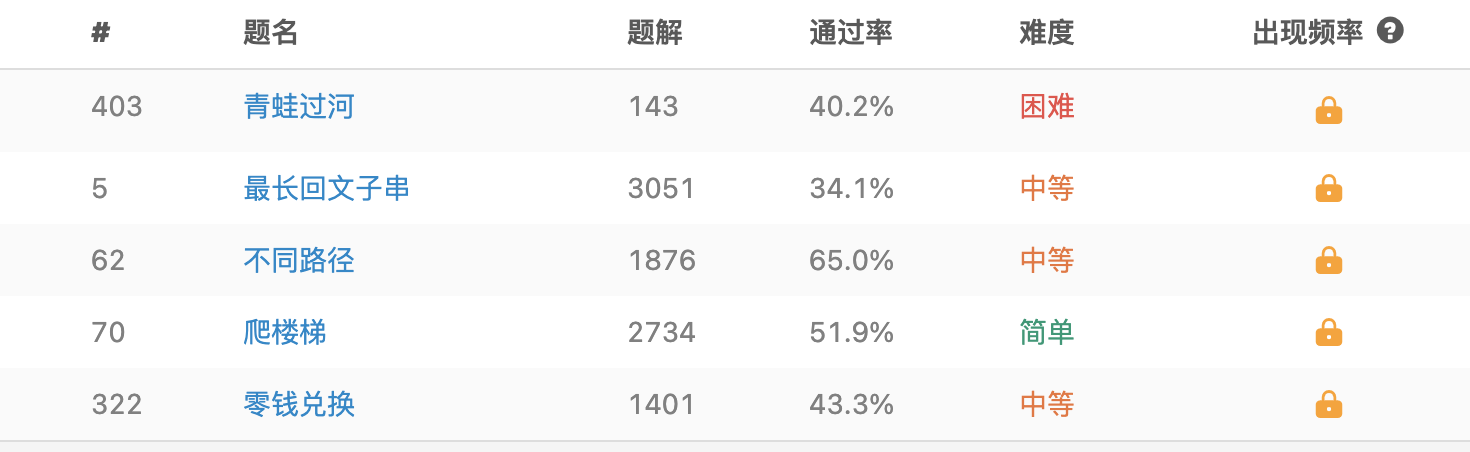 # 题名 题解 通过率 难度 出现频率 ?
403 青蛙过河 143 40.2% 困难
5 最长回文子串 3051 34.1% 中等
62 不同路径 1876 65.0% 中等
70 爬楼梯 2734 51.9% 简单
322 零钱兑换 1401 43.3% 中等